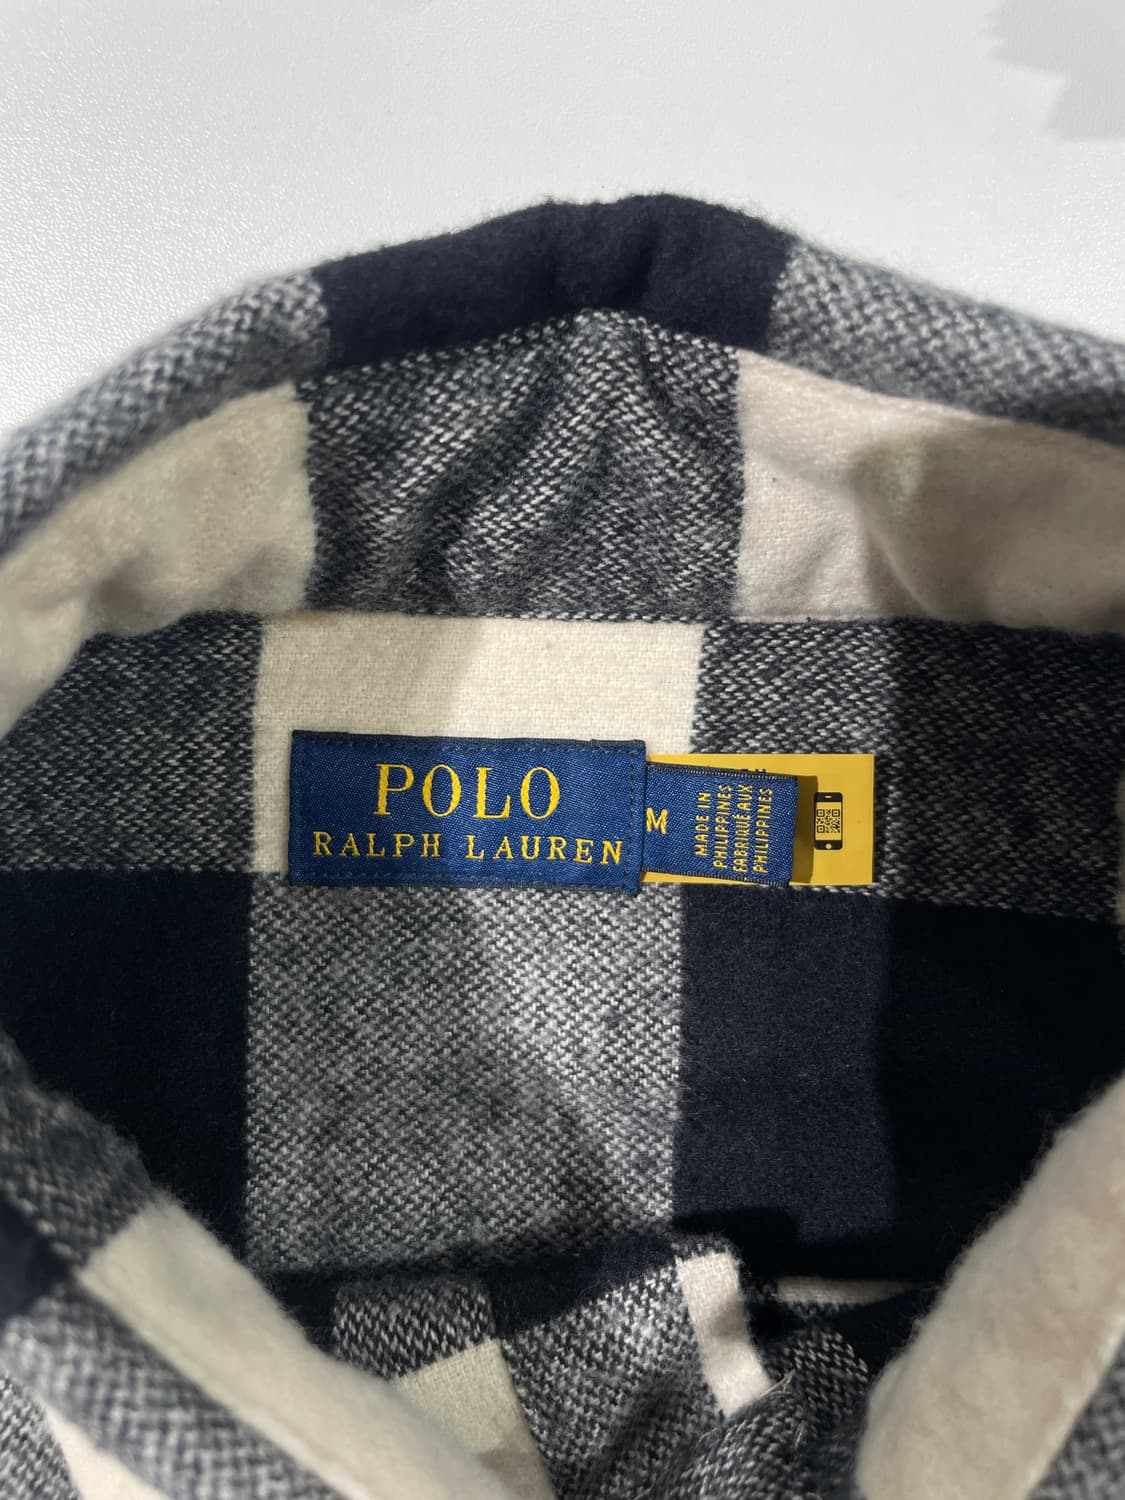 POLO
RALPH LAUREN
M
MADE IN
PHILIPPINES
FABRIQUÉ AUX
PHILIPPINES